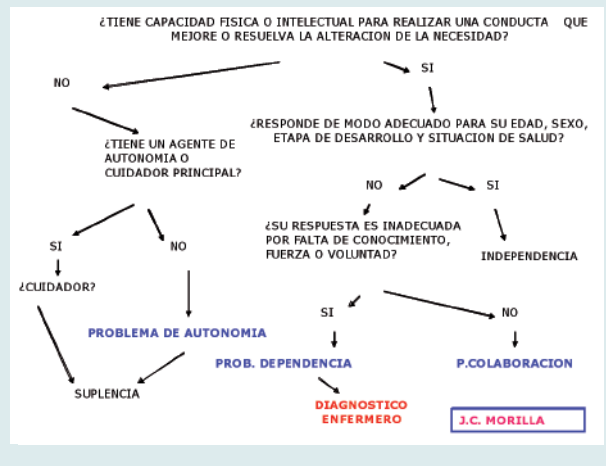 ¿TIENE CAPACIDAD FISICA O INTELECTUAL PARA REALIZAR UNA CONDUCTA QUE
MEJORE O RESUELVA LA ALTERACION DE LA NECESIDAD?
NO
SI
¿RESPONDE DE MODO ADECUADO PARA SU EDAD, SEXO,
ETAPA DE DESARROLLO Y SITUACION DE SALUD?
¿TIENE UN AGENTE DE
AUTONOMIA O
CUIDADOR PRINCIPAL?
NO
SI
¿SU RESPUESTA ES INADECUADA
POR FALTA DE CONOCIMIENTO,
FUERZA O VOLUNTAD?
INDEPENDENCIA
SI
NO
¿CUIDADOR?
SI
NO
PROBLEMA DE AUTONOMIA
PROB. DEPENDENCIA
P.COLABORACION
SUPLENCIA
DIAGNOSTICO
ENFERMERO
J.C. MORILLA